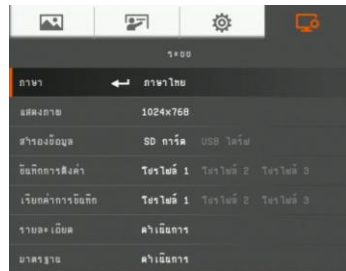 ระบบ
ภาษา ภาษาไทย
แสดงภาพ 1024x768
สำรองข้อมูล SD การ์ด USB ไดร์ฟ
บันทึกการตั้งค่า โปรไฟล์ 1 โปรไฟล์ 2 โปรไฟล์ 3
เรียกค่าการบันทึก โปรไฟล์ 1 โปรไฟล์ 2 โปรไฟล์ 3
รายละเอียด ดำเนินการ
มาตรฐาน ดำเนินการ